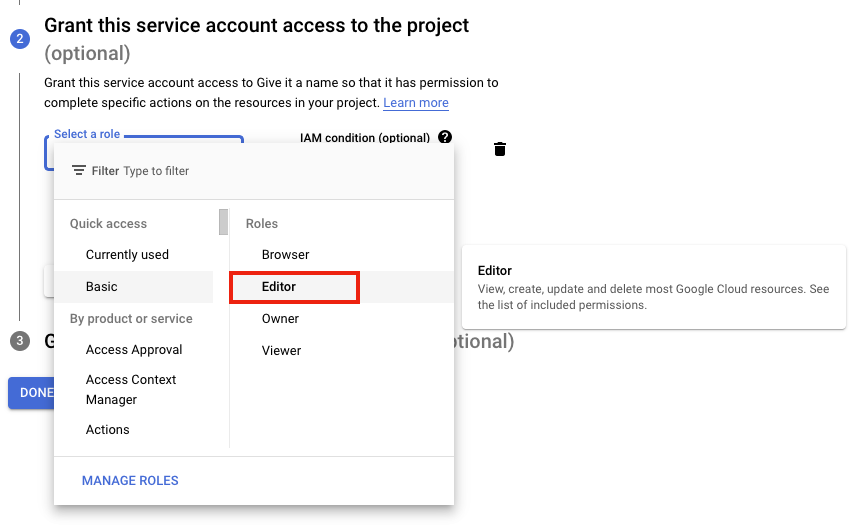 2
Grant this service account access to the project
(optional)
Grant this service account access to Give it a name so that it has permission to
complete specific actions on the resources in your project. Learn more
Select a role
IAM condition (optional) ?
Filter Type to filter
Quick access
Currently used
Basic
By product or service
Access Approval
Access Context
Manager
Actions
Roles
Browser
Editor
Owner
Viewer
MANAGE ROLES
Editor
View, create, update and delete most Google Cloud resources. See
the list of included permissions.
3
DONE